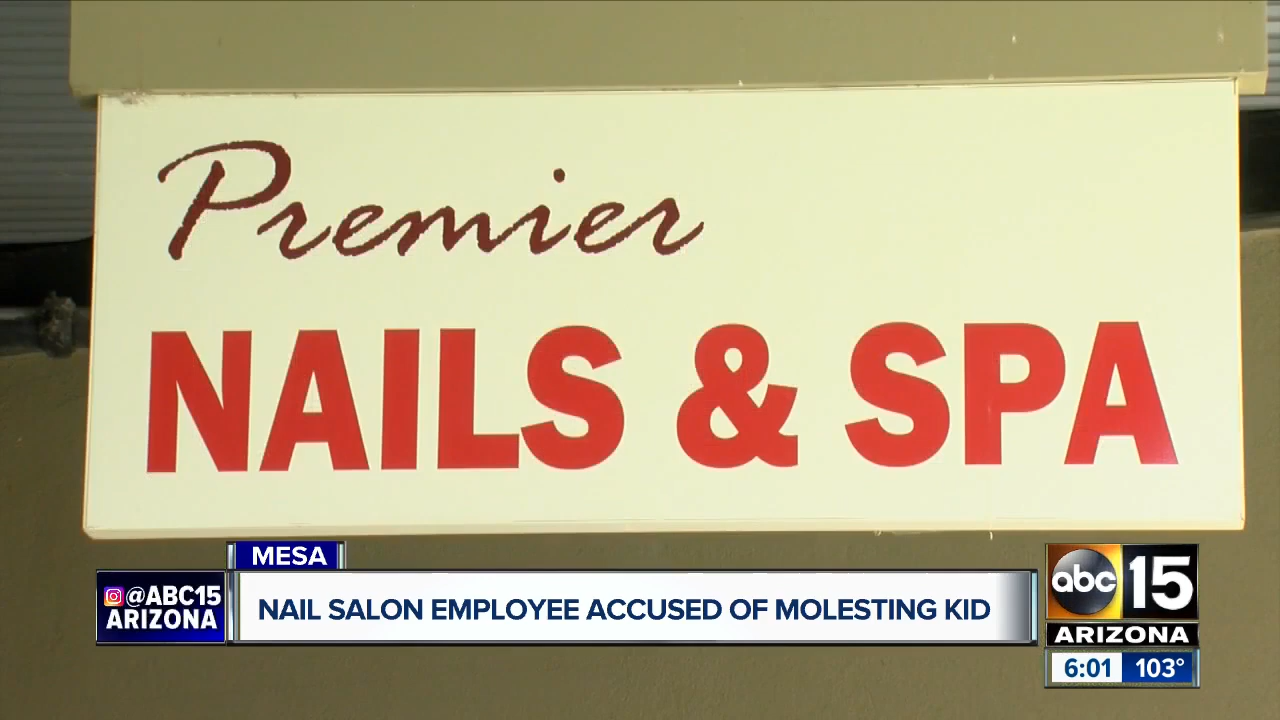 Premier
NAILS & SPA
MESA
@ABC15
ARIZONA
NAIL SALON EMPLOYEE ACCUSED OF MOLESTING KID
abc 15
ARIZONA
6:01 103°